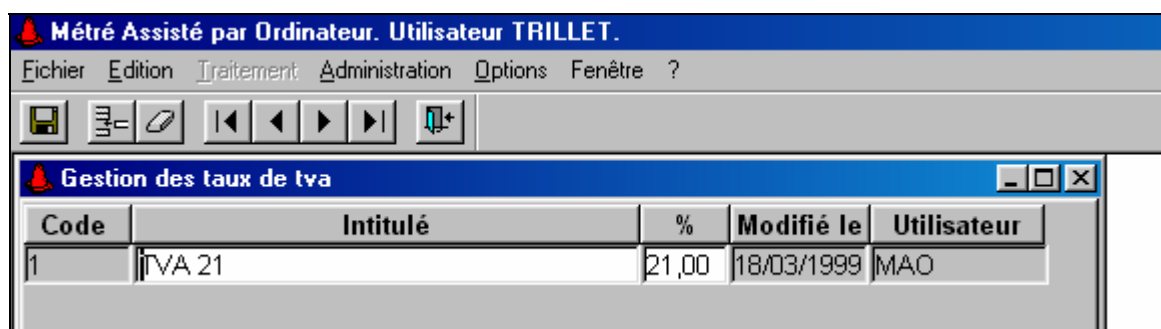 Métré Assisté par Ordinateur. Utilisateur TRILLET.
Fichier Edition Traitement Administration Options Fenêtre ?
Gestion des taux de tva
Code Intitulé % Modifié le Utilisateur
1 TVA 21 21,00 18/03/1999 MAO